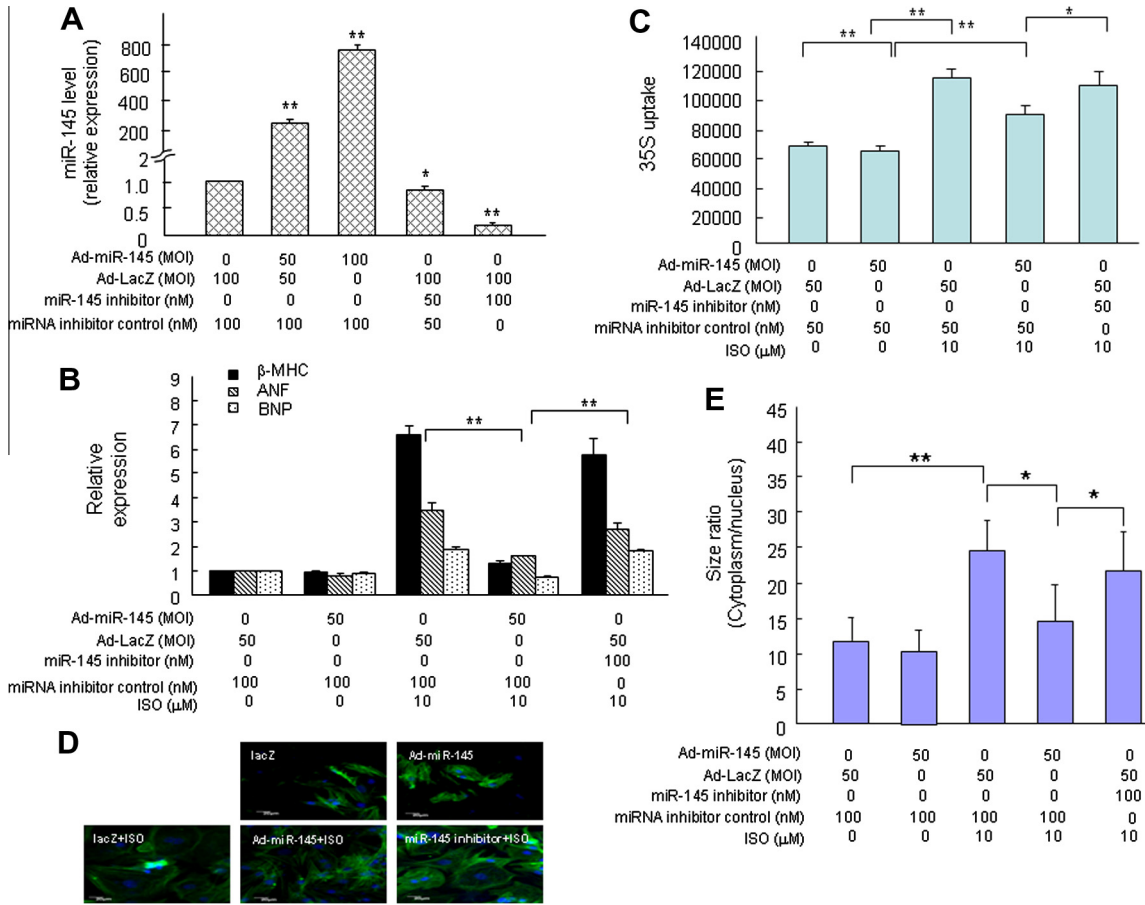 A
miR-145 level
(relative expression)
800
600
400
200
2
1.0
0.5
0
**
**
*
**
Ad-miR-145 (MOI) 0 50 100 0 0
Ad-LacZ (MOI) 100 50 0 100 100
miR-145 inhibitor (nM) 0 0 0 50 100
miRNA inhibitor control (nM) 100 100 100 50 0
B
Relative
expression
β-MHC
ANF
BNP
9
8
7
6
5
4
3
2
1
0
**
**
Ad-miR-145 (MOI) 0 50 0 50 0
Ad-LacZ (MOI) 50 0 50 0 50
miR-145 inhibitor (nM) 0 0 0 0 100
miRNA inhibitor control (nM) 100 100 100 100 0
ISO (μM) 0 0 10 10 10
C
35S uptake
140000
120000
100000
80000
60000
40000
20000
0
**
**
**
*
Ad-miR-145 (MOI) 0 50 0 50 0
Ad-LacZ (MOI) 50 0 50 0 50
miR-145 inhibitor (nM) 0 0 0 0 50
miRNA inhibitor control (nM) 50 50 50 50 0
ISO (μM) 0 0 10 10 10
D
lacZ
Ad-miR-145
lacZ+ISO
Ad-miR-145+ISO
miR-145 inhibitor+ISO
E
Size ratio
(Cytoplasm/nucleus)
45
40
35
30
25
20
15
10
5
0
**
*
*
Ad-miR-145 (MOI) 0 50 0 50 0
Ad-LacZ (MOI) 50 0 50 0 50
miR-145 inhibitor (nM) 0 0 0 0 100
miRNA inhibitor control (nM) 100 100 100 100 0
ISO (μM) 0 0 10 10 10